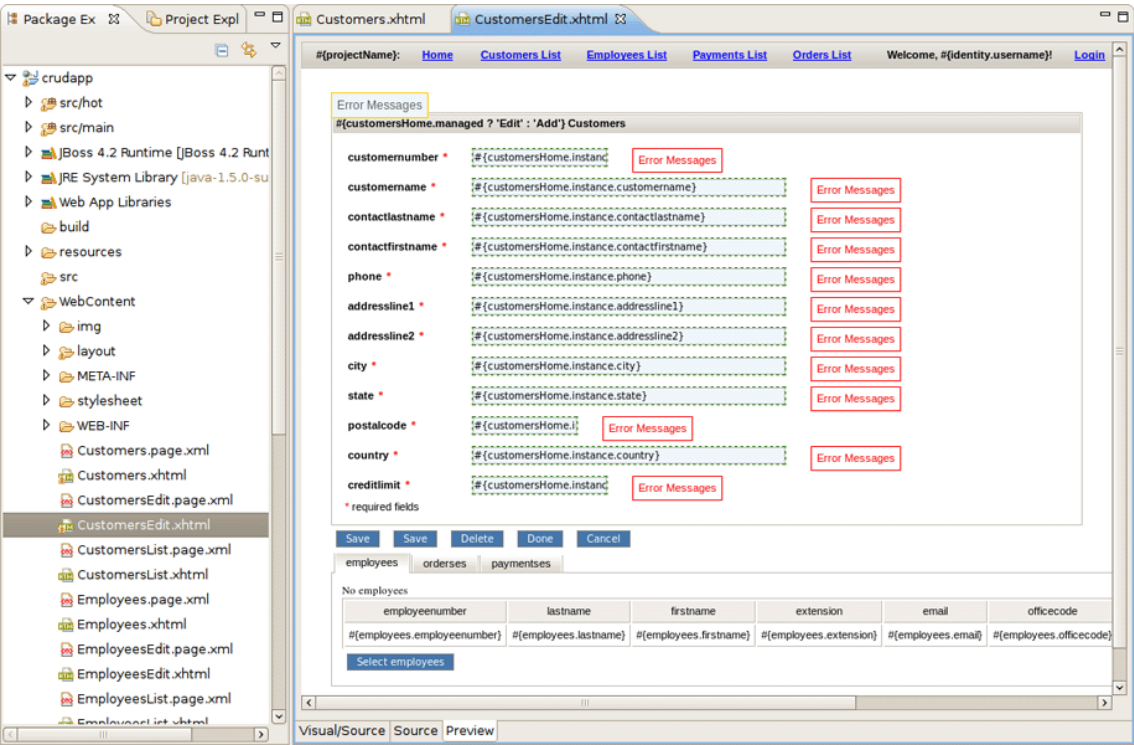 Package Ex Project Expl
crudapp
src/hot
src/main
JBoss 4.2 Runtime [JBoss 4.2 Runt
JRE System Library [java-1.5.0-su
Web App Libraries
build
resources
src
WebContent
img
layout
META-INF
stylesheet
WEB-INF
Customers.page.xml
Customers.xhtml
CustomersEdit.page.xml
CustomersEdit.xhtml
CustomersList.page.xml
CustomersList.xhtml
Employees.page.xml
Employees.xhtml
EmployeesEdit.page.xml
EmployeesEdit.xhtml
EmployeesList.page.xml
EmployeesList.xhtml
Customers.xhtml CustomersEdit.xhtml
#{projectName}: Home Customers List Employees List Payments List Orders List Welcome, #{identity.username}! Login
Error Messages
#{customersHome.managed ? 'Edit' : 'Add'} Customers
customernumber * #{customersHome.instanc Error Messages
customername * #{customersHome.instance.customername} Error Messages
contactlastname * #{customersHome.instance.contactlastname} Error Messages
contactfirstname * #{customersHome.instance.contactfirstname} Error Messages
phone * #{customersHome.instance.phone} Error Messages
addressline1 * #{customersHome.instance.addressline1} Error Messages
addressline2 * #{customersHome.instance.addressline2} Error Messages
city * #{customersHome.instance.city} Error Messages
state * #{customersHome.instance.state} Error Messages
postalcode * #{customersHome.i Error Messages
country * #{customersHome.instance.country} Error Messages
creditlimit * #{customersHome.instanc Error Messages
* required fields
Save Save Delete Done Cancel
employees orderses paymentses
No employees
employeenumber lastname firstname extension email officecode
#{employees.employeenumber} #{employees.lastname} #{employees.firstname} #{employees.extension} #{employees.email} #{employees.officecode}
Select employees
Visual/Source Source Preview